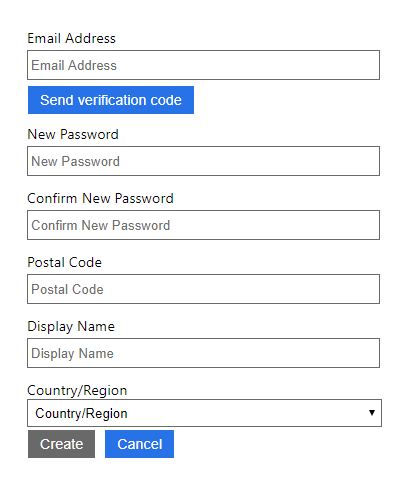 Email Address
Email Address
Send verification code
New Password
New Password
Confirm New Password
Confirm New Password
Postal Code
Postal Code
Display Name
Display Name
Country/Region
Country/Region
Create Cancel